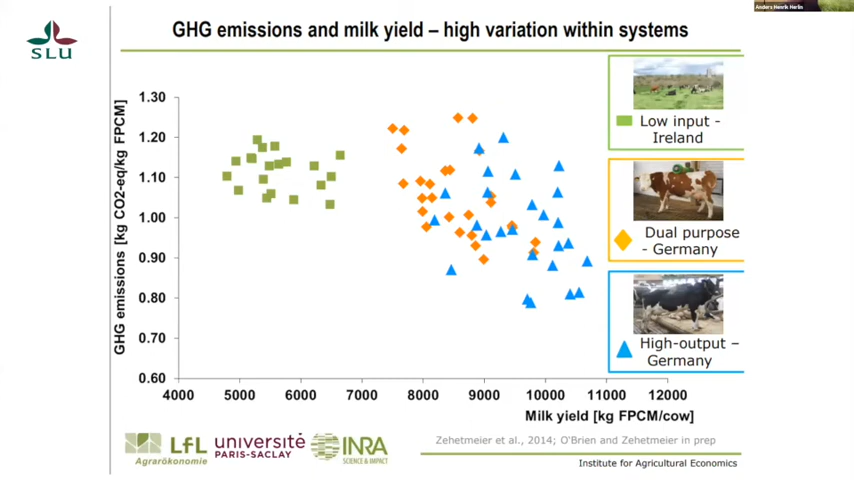 Anders Henrik Herlin
SLU
GHG emissions and milk yield – high variation within systems
GHG emissions [kg CO2-eq/kg FPCM]
1.30
1.20
1.10
1.00
0.90
0.80
0.70
0.60
4000 5000 6000 7000 8000 9000 10000 11000 12000
Milk yield [kg FPCM/cow]
Low input -
Ireland
Dual purpose
- Germany
High-output –
Germany
LfL
Agrarökonomie
université
PARIS-SACLAY
INRA
SCIENCE & IMPACT
Zehetmeier et al., 2014; O'Brien and Zehetmeier in prep
Institute for Agricultural Economics